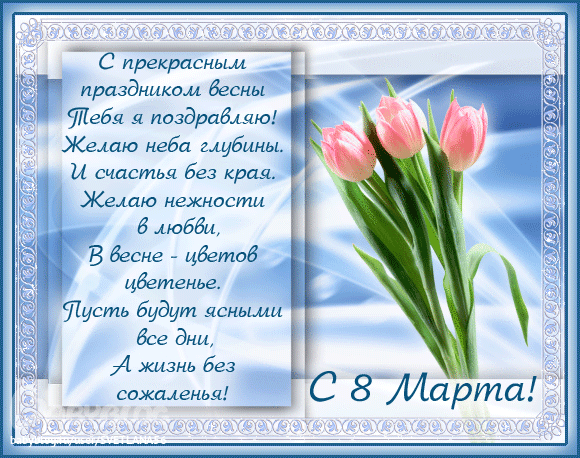 С прекрасным
праздником весны
Тебя я поздравляю!
Желаю неба глубины.
И счастья без края.
Желаю нежности
в любви,
В весне - цветов
цветенье.
Пусть будут ясными
все дни,
А жизнь без
сожаленья!
С 8 Марта!